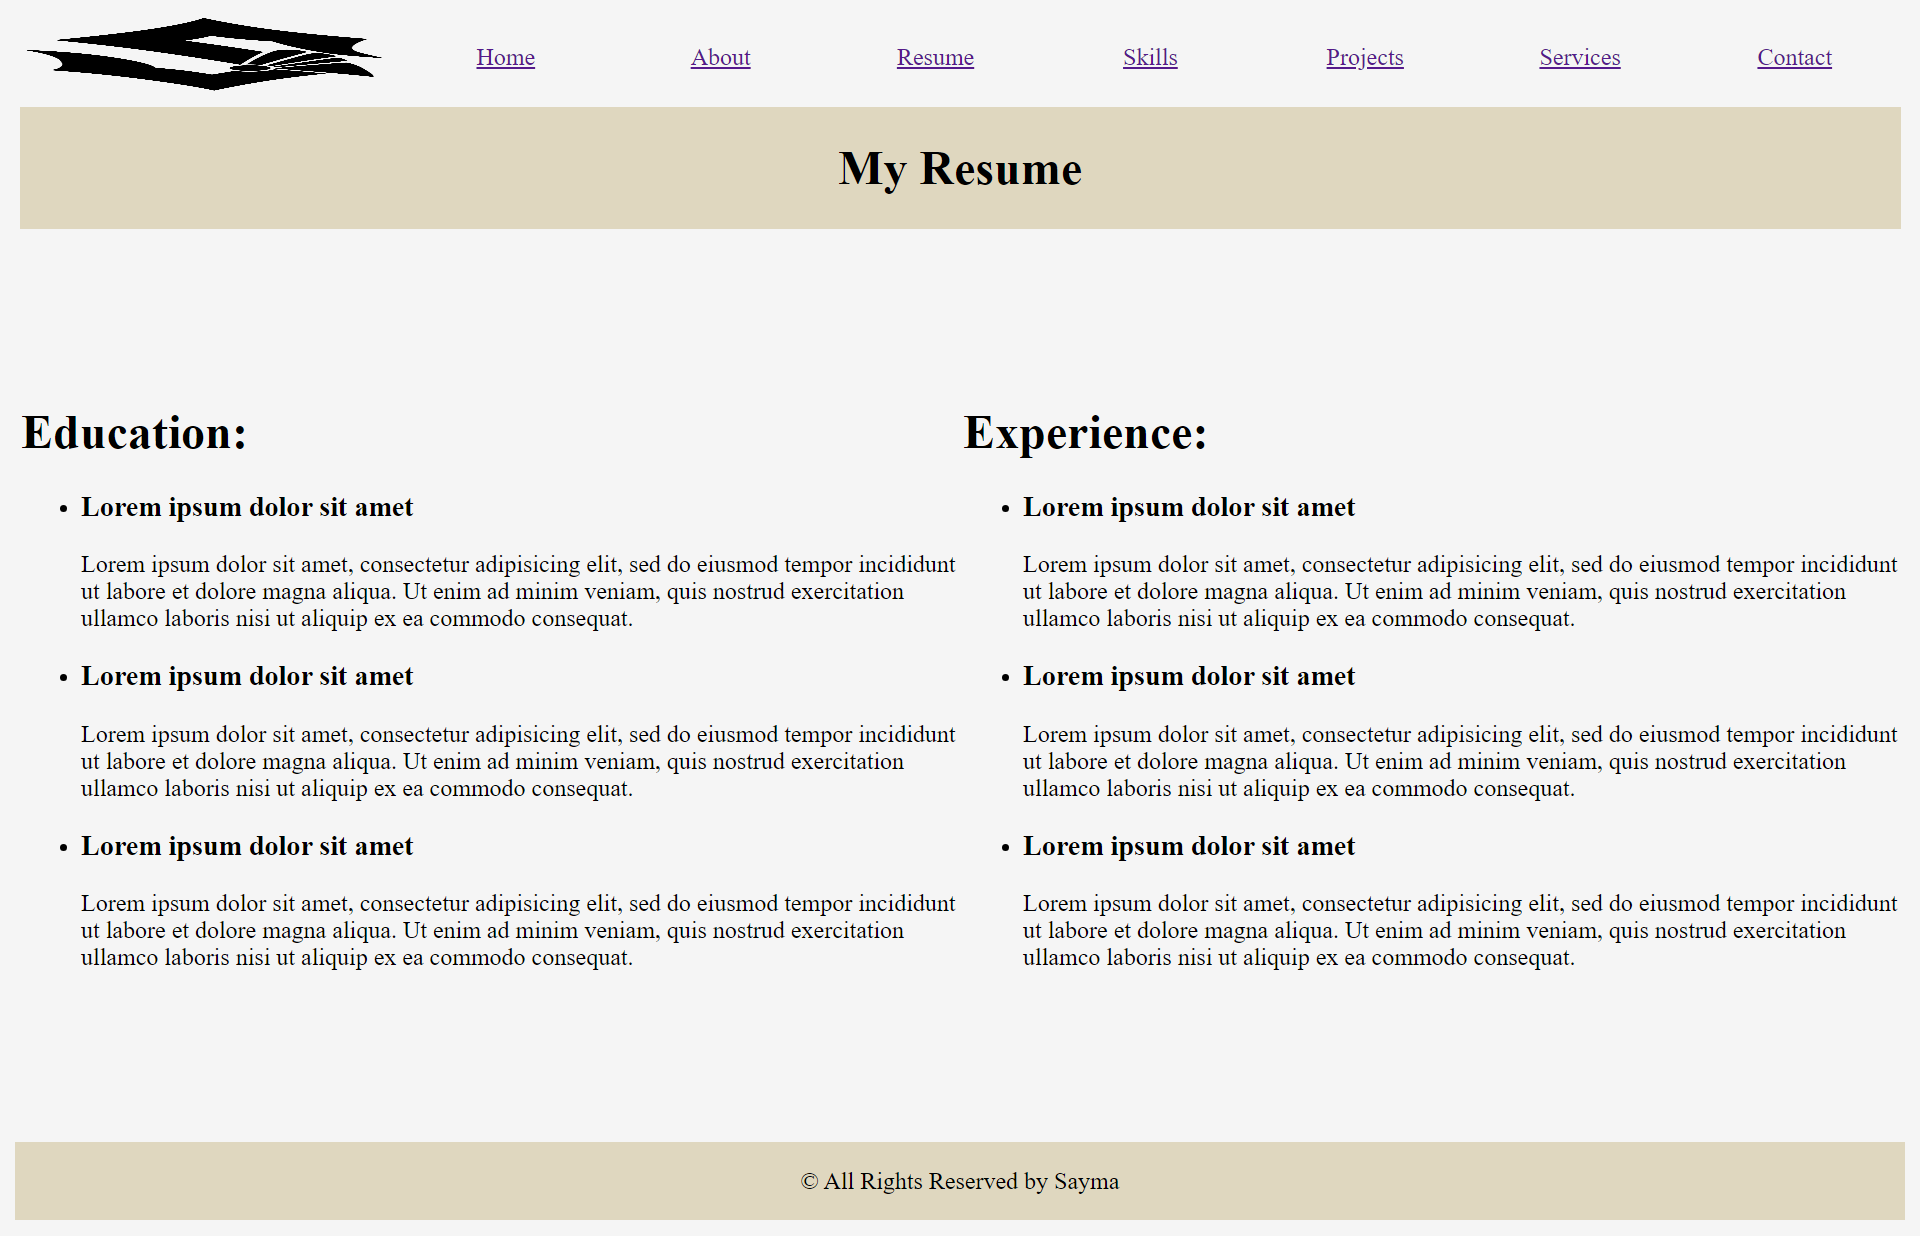 Home About Resume Skills Projects Services Contact
My Resume
Education:
• Lorem ipsum dolor sit amet
Lorem ipsum dolor sit amet, consectetur adipisicing elit, sed do eiusmod tempor incididunt
ut labore et dolore magna aliqua. Ut enim ad minim veniam, quis nostrud exercitation
ullamco laboris nisi ut aliquip ex ea commodo consequat.
• Lorem ipsum dolor sit amet
Lorem ipsum dolor sit amet, consectetur adipisicing elit, sed do eiusmod tempor incididunt
ut labore et dolore magna aliqua. Ut enim ad minim veniam, quis nostrud exercitation
ullamco laboris nisi ut aliquip ex ea commodo consequat.
• Lorem ipsum dolor sit amet
Lorem ipsum dolor sit amet, consectetur adipisicing elit, sed do eiusmod tempor incididunt
ut labore et dolore magna aliqua. Ut enim ad minim veniam, quis nostrud exercitation
ullamco laboris nisi ut aliquip ex ea commodo consequat.
Experience:
• Lorem ipsum dolor sit amet
Lorem ipsum dolor sit amet, consectetur adipisicing elit, sed do eiusmod tempor incididunt
ut labore et dolore magna aliqua. Ut enim ad minim veniam, quis nostrud exercitation
ullamco laboris nisi ut aliquip ex ea commodo consequat.
• Lorem ipsum dolor sit amet
Lorem ipsum dolor sit amet, consectetur adipisicing elit, sed do eiusmod tempor incididunt
ut labore et dolore magna aliqua. Ut enim ad minim veniam, quis nostrud exercitation
ullamco laboris nisi ut aliquip ex ea commodo consequat.
• Lorem ipsum dolor sit amet
Lorem ipsum dolor sit amet, consectetur adipisicing elit, sed do eiusmod tempor incididunt
ut labore et dolore magna aliqua. Ut enim ad minim veniam, quis nostrud exercitation
ullamco laboris nisi ut aliquip ex ea commodo consequat.
© All Rights Reserved by Sayma